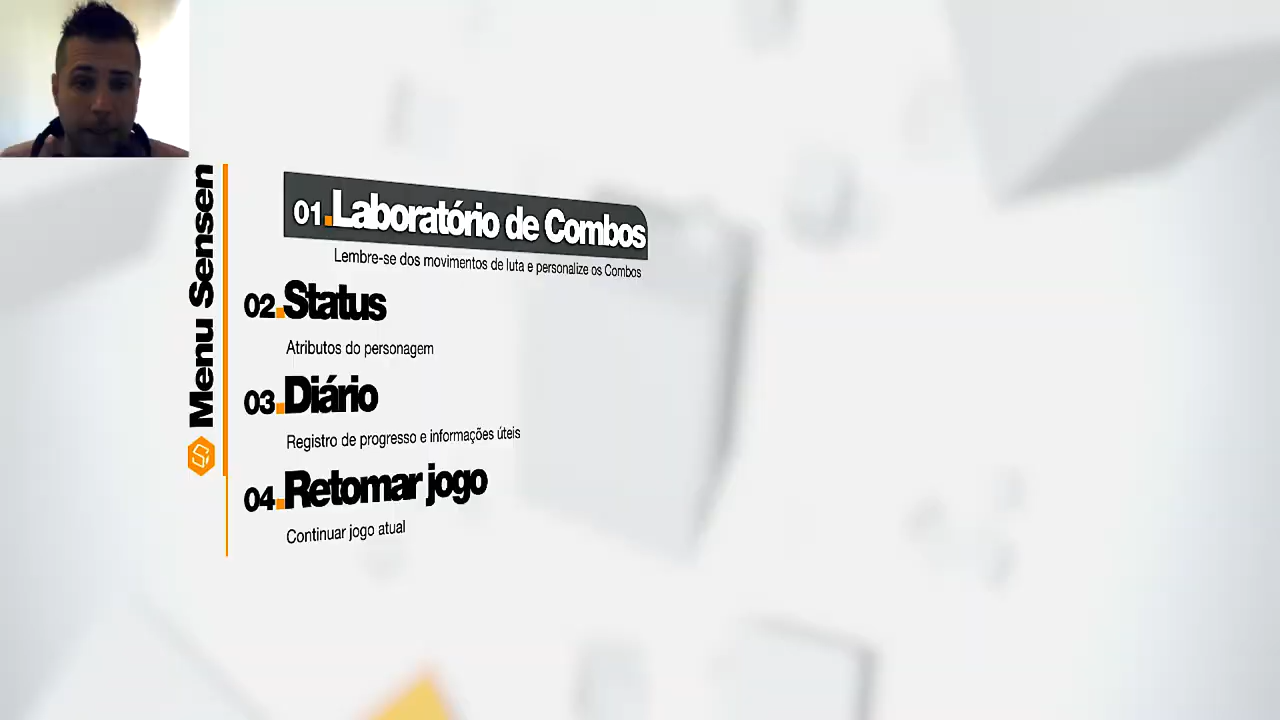 Menu Sensen
01.Laboratório de Combos
Lembre-se dos movimentos de luta e personalize os Combos
02.Status
Atributos do personagem
03.Diário
Registro de progresso e informações úteis
04.Retomar jogo
Continuar jogo atual